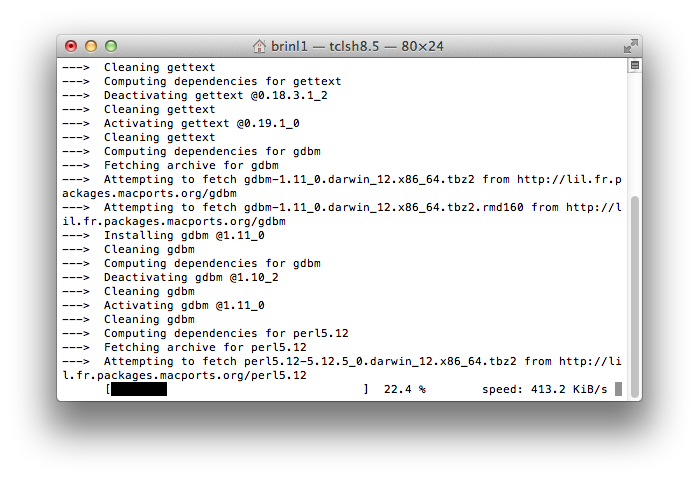 brinl1 — tclsh8.5 — 80×24
---> Cleaning gettext
---> Computing dependencies for gettext
---> Deactivating gettext @0.18.3.1_2
---> Cleaning gettext
---> Activating gettext @0.19.1_0
---> Cleaning gettext
---> Computing dependencies for gdbm
---> Fetching archive for gdbm
---> Attempting to fetch gdbm-1.11_0.darwin_12.x86_64.tbz2 from http://lil.fr.p
ackages.macports.org/gdbm
---> Attempting to fetch gdbm-1.11_0.darwin_12.x86_64.tbz2.rmd160 from http://l
il.fr.packages.macports.org/gdbm
---> Installing gdbm @1.11_0
---> Cleaning gdbm
---> Computing dependencies for gdbm
---> Deactivating gdbm @1.10_2
---> Cleaning gdbm
---> Activating gdbm @1.11_0
---> Cleaning gdbm
---> Computing dependencies for perl5.12
---> Fetching archive for perl5.12
---> Attempting to fetch perl5.12-5.12.5_0.darwin_12.x86_64.tbz2 from http://li
l.fr.packages.macports.org/perl5.12
[ ] 22.4 % speed: 413.2 KiB/s